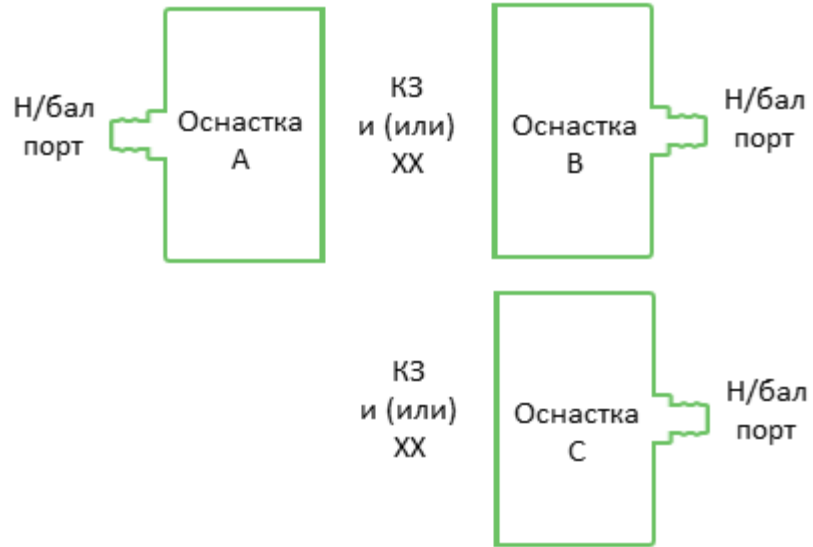 Н/бал
порт
Оснастка
A
КЗ
и (или)
ХХ
Оснастка
B
Н/бал
порт
КЗ
и (или)
ХХ
Оснастка
C
Н/бал
порт